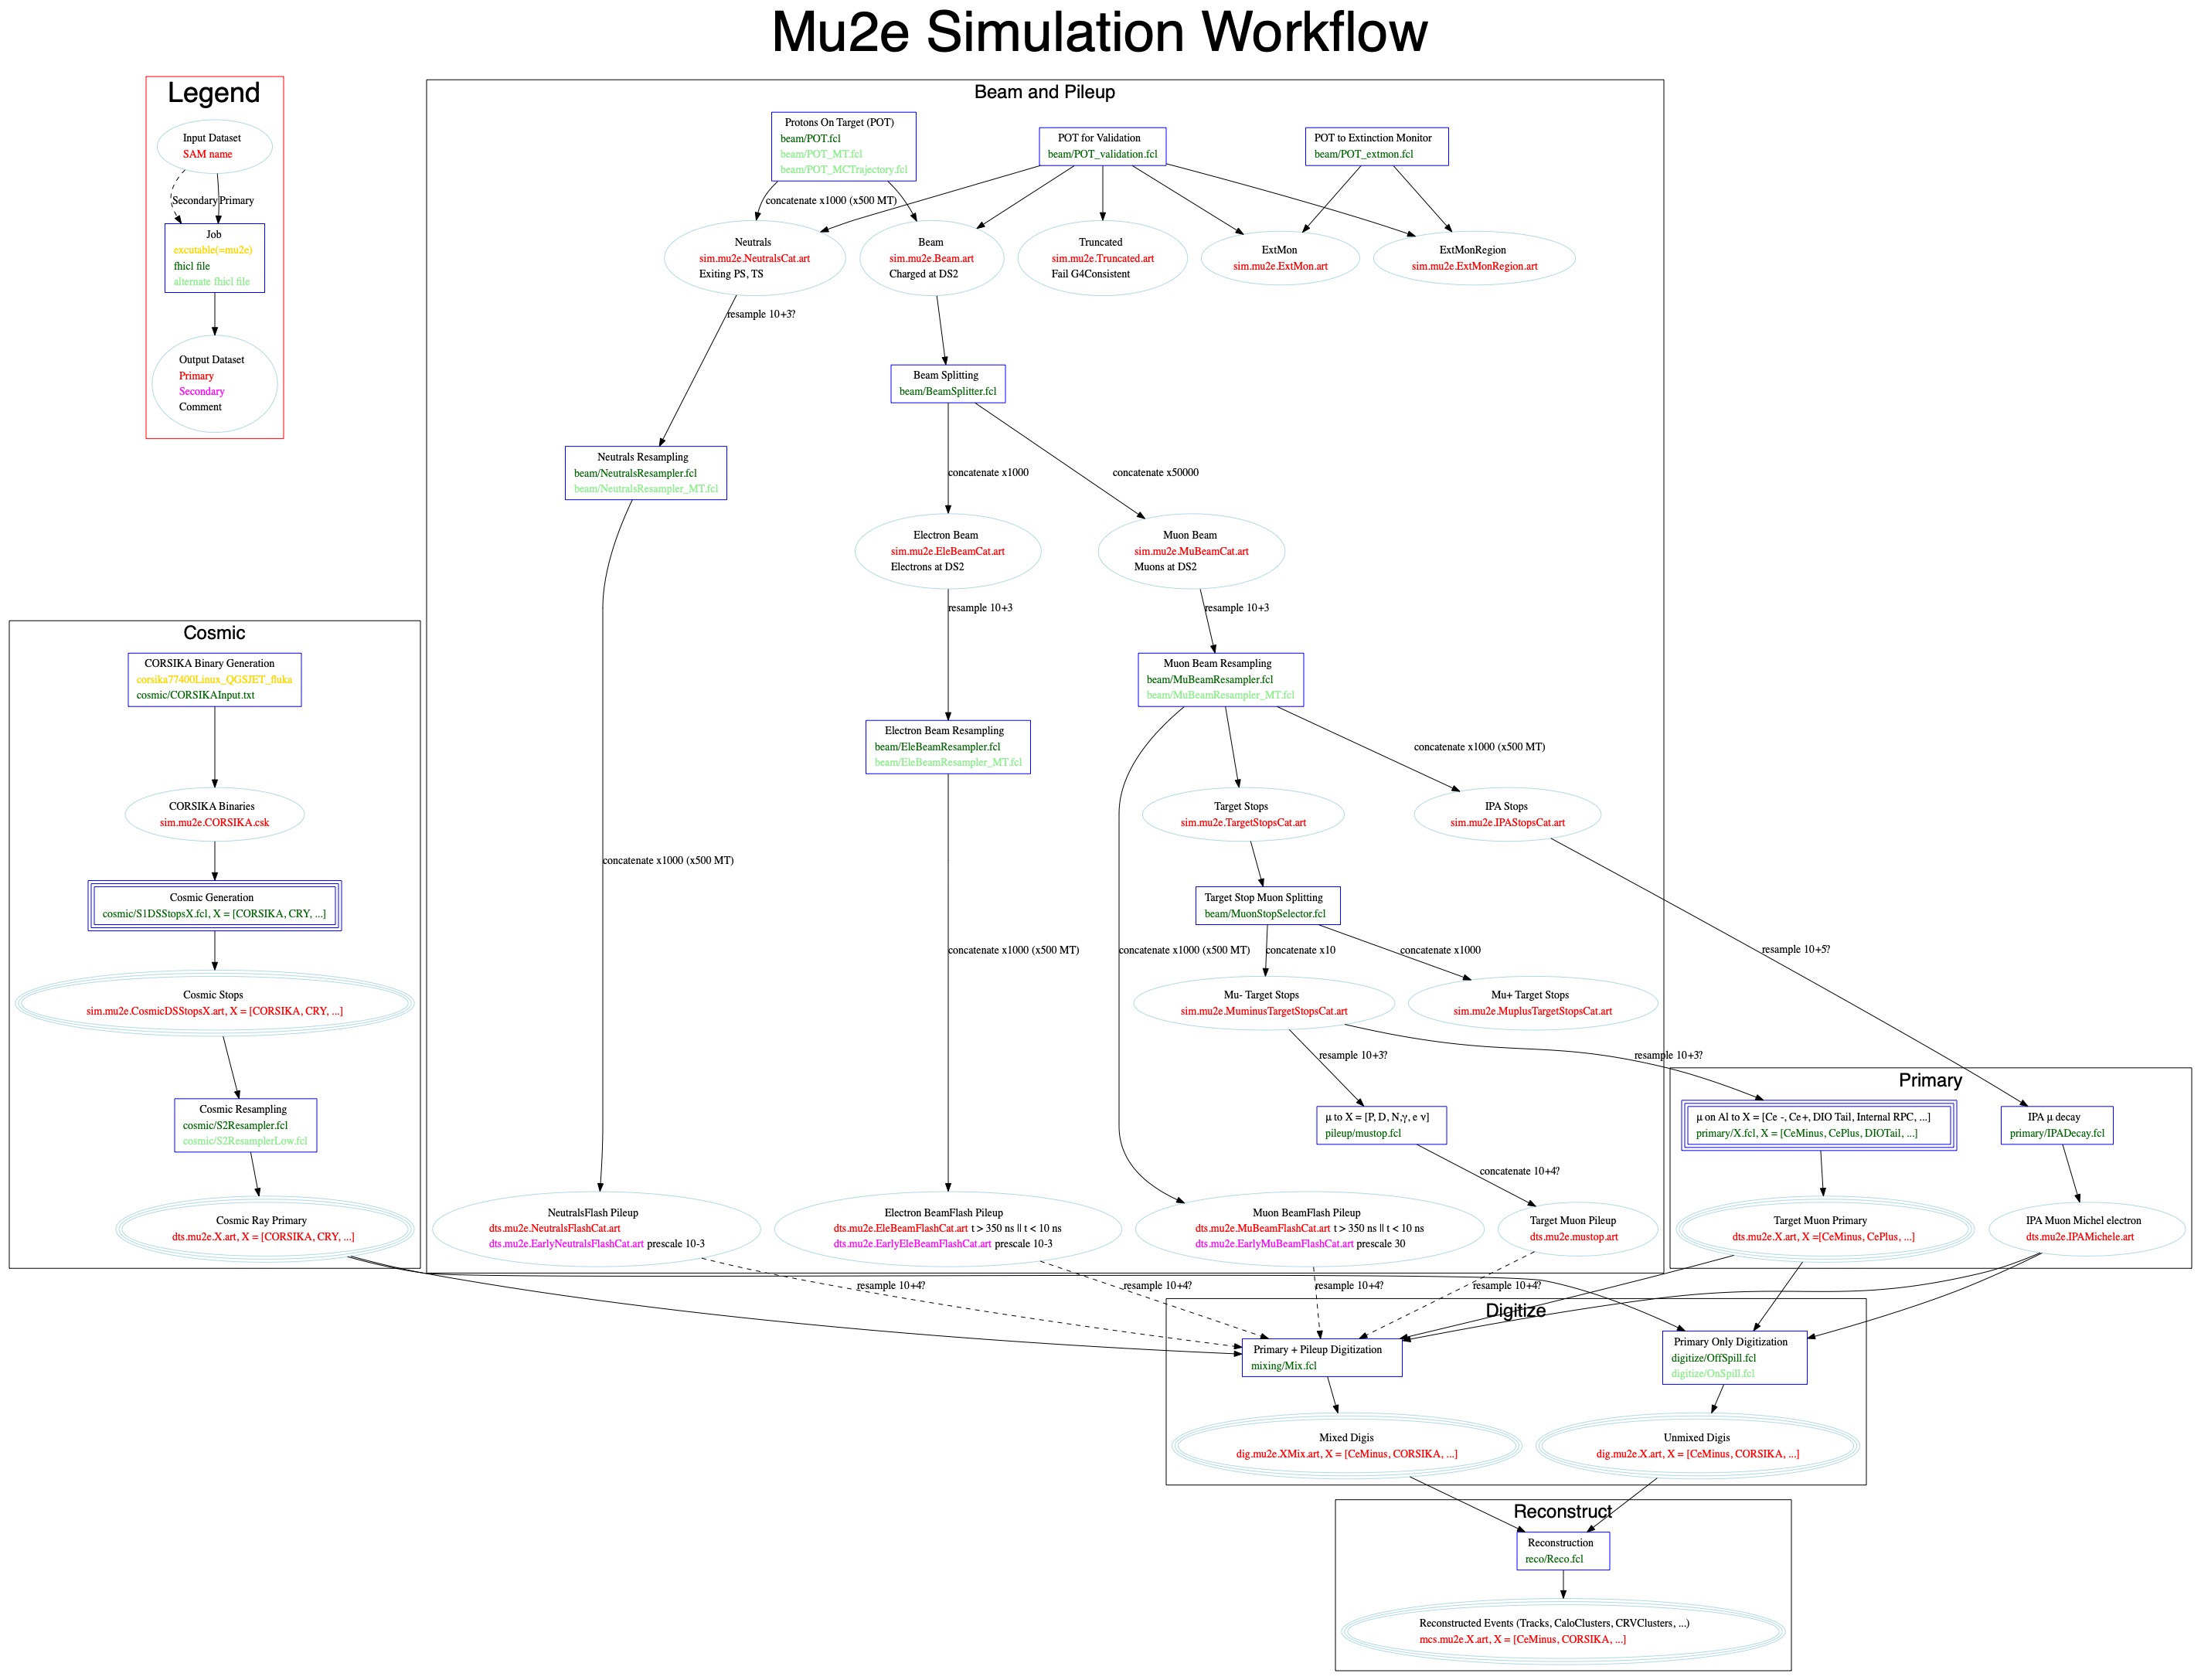 Mu2e Simulation Workflow
Legend
Input Dataset
SAM name
Secondary
Primary
Job
excutable(=mu2e)
fhicl file
alternate fhicl file
Output Dataset
Primary
Secondary
Comment
Beam and Pileup
Protons On Target (POT)
beam/POT.fcl
beam/POT_MT.fcl
beam/POT_MCTrajectory.fcl
POT for Validation
beam/POT_validation.fcl
POT to Extinction Monitor
beam/POT_extmon.fcl
concatenate x1000 (x500 MT)
Neutrals
sim.mu2e.NeutralsCat.art
Exiting PS, TS
Beam
sim.mu2e.Beam.art
Charged at DS2
Truncated
sim.mu2e.Truncated.art
Fail G4Consistent
ExtMon
sim.mu2e.ExtMon.art
ExtMonRegion
sim.mu2e.ExtMonRegion.art
resample 10+3?
Beam Splitting
beam/BeamSplitter.fcl
Neutrals Resampling
beam/NeutralsResampler.fcl
beam/NeutralsResampler_MT.fcl
concatenate x1000
concatenate x50000
Electron Beam
sim.mu2e.EleBeamCat.art
Electrons at DS2
Muon Beam
sim.mu2e.MuBeamCat.art
Muons at DS2
resample 10+3
resample 10+3
Muon Beam Resampling
beam/MuBeamResampler.fcl
beam/MuBeamResampler_MT.fcl
Electron Beam Resampling
beam/EleBeamResampler.fcl
beam/EleBeamResampler_MT.fcl
concatenate x1000 (x500 MT)
Target Stops
sim.mu2e.TargetStopsCat.art
IPA Stops
sim.mu2e.IPAStopsCat.art
concatenate x1000 (x500 MT)
Target Stop Muon Splitting
beam/MuonStopSelector.fcl
concatenate x1000 (x500 MT)
concatenate x1000 (x500 MT)
concatenate x10
concatenate x1000
resample 10+5?
Mu- Target Stops
sim.mu2e.MuminusTargetStopsCat.art
Mu+ Target Stops
sim.mu2e.MuplusTargetStopsCat.art
resample 10+3?
resample 10+3?
μ to X = [P, D, N,γ, e ν]
pileup/mustop.fcl
concatenate 10+4?
NeutralsFlash Pileup
dts.mu2e.NeutralsFlashCat.art
dts.mu2e.EarlyNeutralsFlashCat.art prescale 10-3
Electron BeamFlash Pileup
dts.mu2e.EleBeamFlashCat.art t > 350 ns || t < 10 ns
dts.mu2e.EarlyEleBeamFlashCat.art prescale 10-3
Muon BeamFlash Pileup
dts.mu2e.MuBeamFlashCat.art t > 350 ns || t < 10 ns
dts.mu2e.EarlyMuBeamFlashCat.art prescale 30
Target Muon Pileup
dts.mu2e.mustop.art
Cosmic
CORSIKA Binary Generation
corsika77400Linux_QGSJET_fluka
cosmic/CORSIKAInput.txt
CORSIKA Binaries
sim.mu2e.CORSIKA.csk
Cosmic Generation
cosmic/S1DSStopsX.fcl, X = [CORSIKA, CRY, ...]
Cosmic Stops
sim.mu2e.CosmicDSStopsX.art, X = [CORSIKA, CRY, ...]
Cosmic Resampling
cosmic/S2Resampler.fcl
cosmic/S2ResamplerLow.fcl
Cosmic Ray Primary
dts.mu2e.X.art, X = [CORSIKA, CRY, ...]
Primary
μ on Al to X = [Ce -, Ce+, DIO Tail, Internal RPC, ...]
primary/X.fcl, X = [CeMinus, CePlus, DIOTail, ...]
IPA μ decay
primary/IPADecay.fcl
Target Muon Primary
dts.mu2e.X.art, X =[CeMinus, CePlus, ...]
IPA Muon Michel electron
dts.mu2e.IPAMichele.art
resample 10+4?
resample 10+4?
resample 10+4?
resample 10+4?
Digitize
Primary + Pileup Digitization
mixing/Mix.fcl
Primary Only Digitization
digitize/OffSpill.fcl
digitize/OnSpill.fcl
Mixed Digis
dig.mu2e.XMix.art, X = [CeMinus, CORSIKA, ...]
Unmixed Digis
dig.mu2e.X.art, X = [CeMinus, CORSIKA, ...]
Reconstruct
Reconstruction
reco/Reco.fcl
Reconstructed Events (Tracks, CaloClusters, CRVClusters, ...)
mcs.mu2e.X.art, X = [CeMinus, CORSIKA, ...]